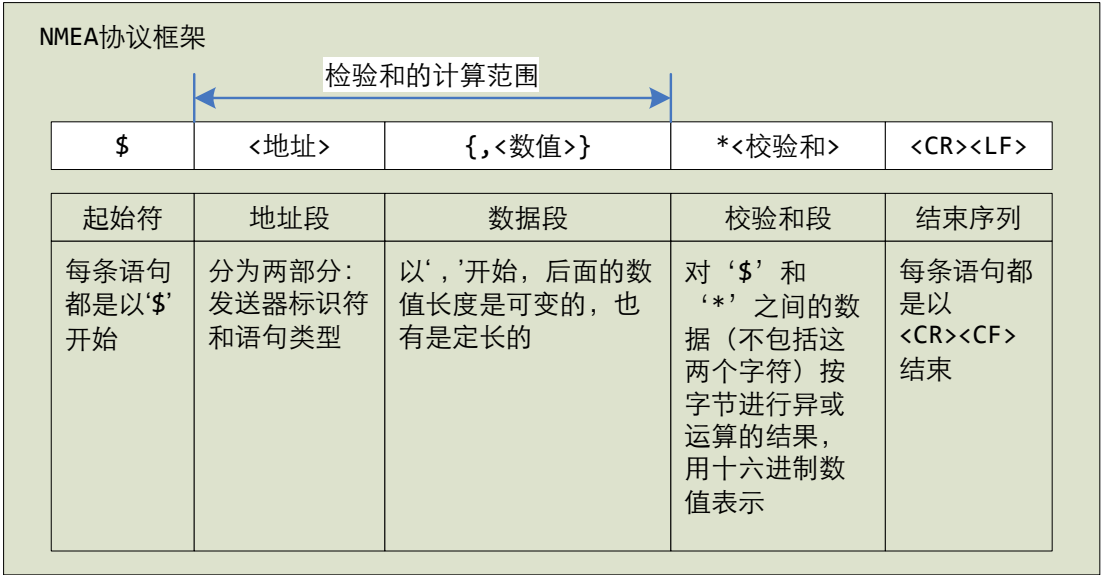 NMEA协议框架
检验和的计算范围
$ <地址> {,<数值>} *<校验和> <CR><LF>
起始符 地址段 数据段 校验和段 结束序列
每条语句
都是以‘$’
开始
分为两部分：
发送器标识符
和语句类型
以‘,’开始，后面的数
值长度是可变的，也
有是定长的
对‘$’和
‘*’之间的数
据（不包括这
两个字符）按
字节进行异或
运算的结果，
用十六进制数
值表示
每条语句都
是以
<CR><CF>
结束